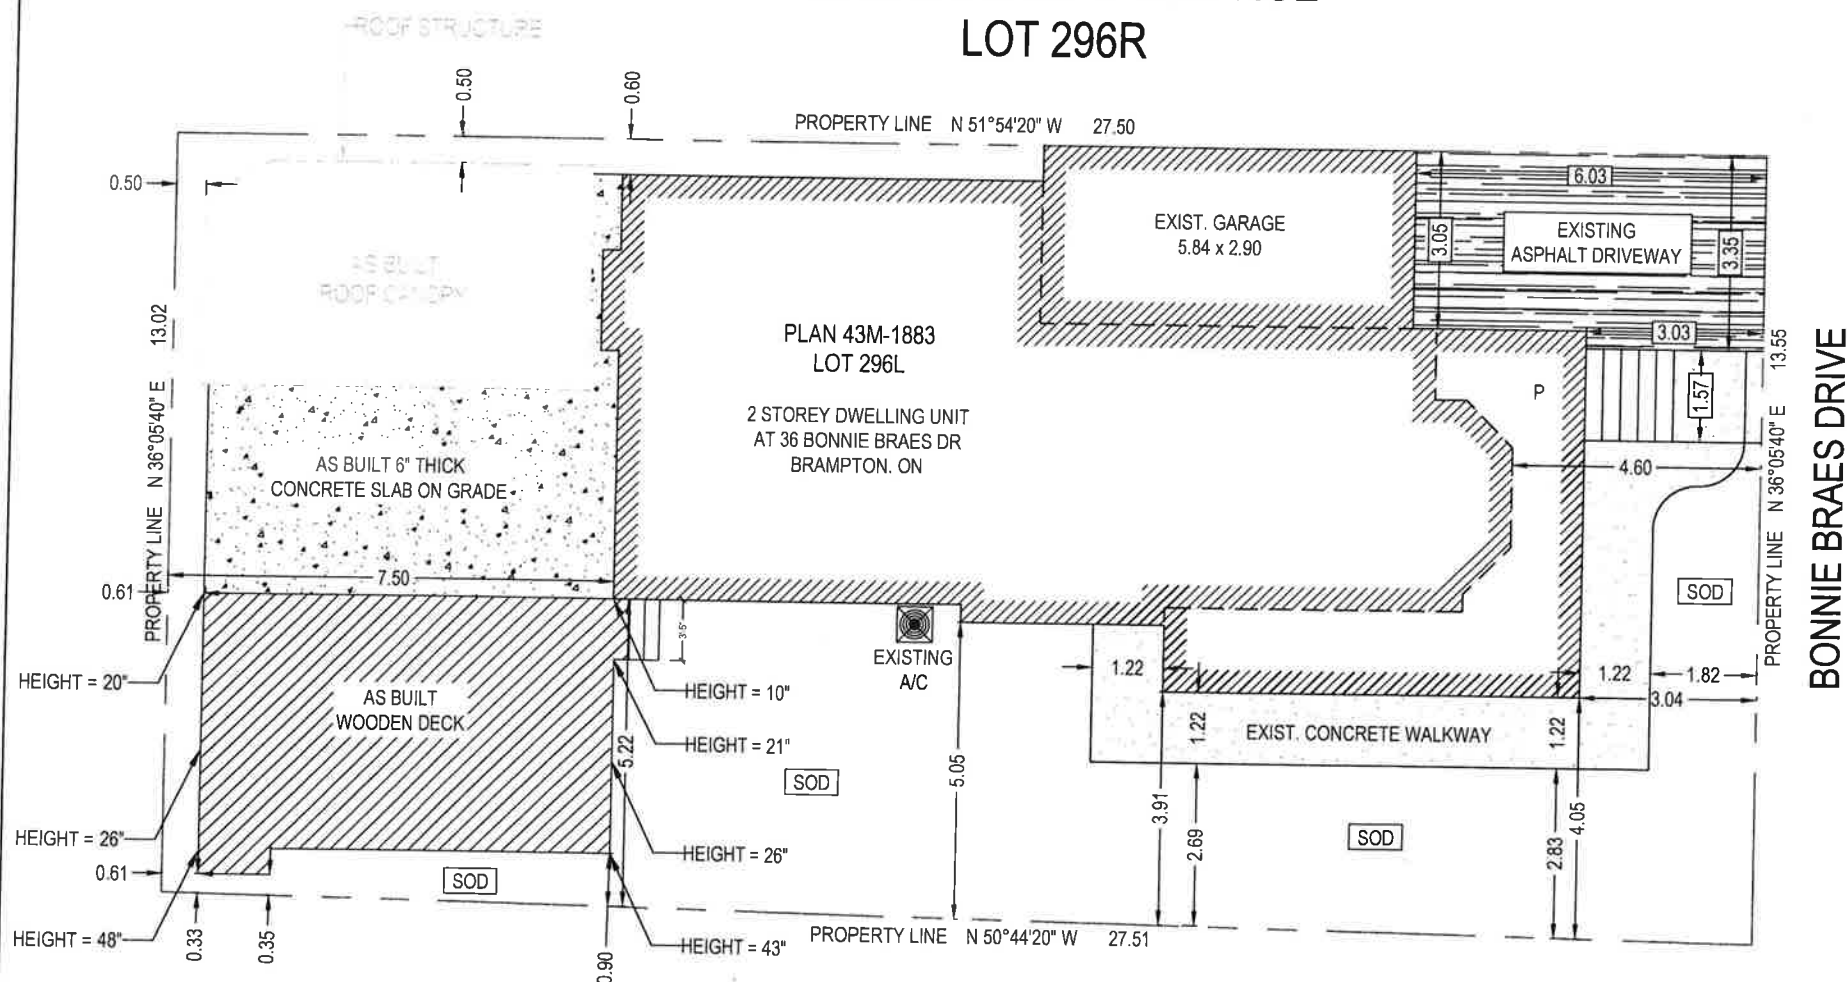 ROOF STRUCTURE
LOT 296R
0.50
0.60
PROPERTY LINE N 51°54'20" W 27.50
0.50
6.03
EXIST. GARAGE
5.84 x 2.90
3.05
EXISTING
ASPHALT DRIVEWAY
3.35
AS BUILT
ROOF CANOPY
PROPERTY LINE N 36°05'40" E 13.02
PLAN 43M-1883
LOT 296L
3.03
1.57
P
2 STOREY DWELLING UNIT
AT 36 BONNIE BRAES DR
BRAMPTON. ON
PROPERTY LINE N 36°05'40" E 13.55
BONNIE BRAES DRIVE
AS BUILT 6" THICK
CONCRETE SLAB ON GRADE
4.60
7.50
0.61
SOD
3'5"
EXISTING
A/C
HEIGHT = 20"
HEIGHT = 10"
1.22
1.22
1.82
3.04
AS BUILT
WOODEN DECK
HEIGHT = 21"
5.22
1.22
EXIST. CONCRETE WALKWAY
1.22
SOD
5.05
3.91
2.69
SOD
2.83
4.05
HEIGHT = 26"
HEIGHT = 26"
0.61
SOD
HEIGHT = 48"
0.33
0.35
0.90
HEIGHT = 43"
PROPERTY LINE N 50°44'20" W 27.51